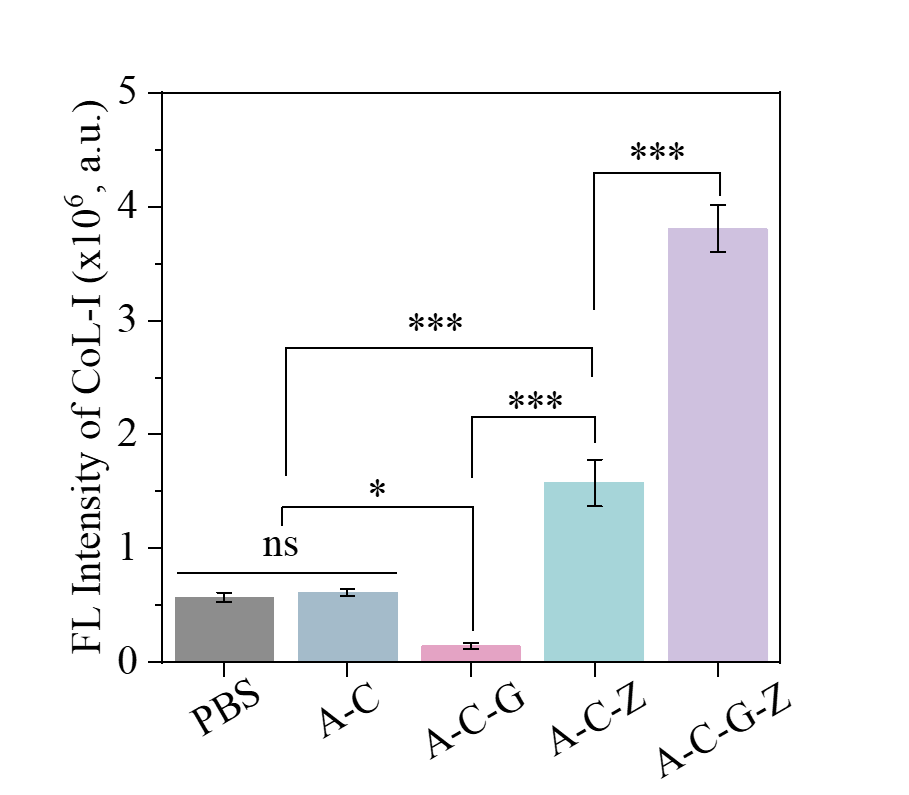 FL Intensity of CoL-I (x10⁶, a.u.)
5
4
3
2
1
0
***
***
***
*
ns
PBS
A-C
A-C-G
A-C-Z
A-C-G-Z